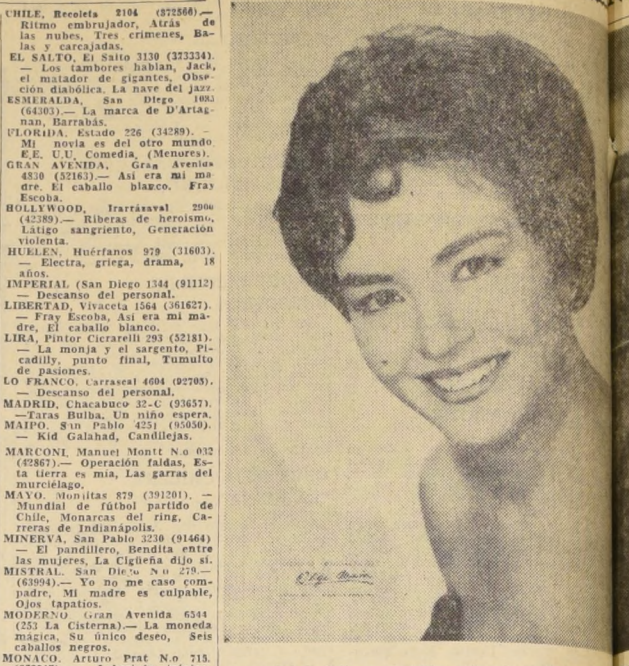 CHILE, Recoleta 2104 (372566).—
Ritmo embrujador, Atrás de
las nubes, Tres crímenes, Ba-
las y carcajadas.
EL SALTO, El Salto 3130 (373334).
— Los tambores hablan, Jack,
el matador de gigantes, Obse-
ción diabólica, La nave del jazz.
ESMERALDA, San Diego 1083
(64303).— La marca de D'Artag-
nan, Barrabás.
FLORIDA, Estado 226 (34289). —
Mi novia es del otro mundo
E.E. U.U. Comedia, (Menores).
GRAN AVENIDA, Gran Avenida
4830 (52163).— Así era mi ma-
dre. El caballo blanco. Fray
Escoba.
HOLLYWOOD, Irarrázaval 2900
(42389).— Riberas de heroísmo,
Látigo sangriento, Generación
violenta.
HUELEN, Huérfanos 979 (31603).
— Electra, griega, drama, 18
años.
IMPERIAL (San Diego 1344 (91112)
— Descanso del personal.
LIBERTAD, Vivaceta 1564 (361627).
— Fray Escoba, Así era mi ma-
dre, El caballo blanco.
LIRA, Pintor Cicrarelli 293 (52181).
— La monja y el sargento, Pi-
cadilly, punto final, Tumulto
de pasiones.
LO FRANCO, Carrascal 4604 (92705).
— Descanso del personal.
MADRID, Chacabuco 32-C (93657).
—Taras Bulba, Un niño espera.
MAIPO. San Pablo 4251 (95050).
— Kid Galahad, Candilejas.
MARCONI, Manuel Montt N.o 032
(42867).— Operación faldas, Es-
ta tierra es mía, Las garras del
murciélago.
MAYO. Monjitas 879 (391201). —
Mundial de fútbol partido de
Chile, Monarcas del ring, Ca-
rreras de Indianápolis.
MINERVA, San Pablo 3230 (91464)
— El pandillero, Bendita entre
las mujeres, La Cigüeña dijo sí.
MISTRAL. San Diego N o 279.—
(63994).— Yo no me caso com-
padre, Mi madre es culpable,
Ojos tapatíos.
MODERNO Gran Avenida 6544
(253 La Cisterna).— La moneda
mágica, Su único deseo, Seis
caballos negros.
MONACO. Arturo Prat N.o 715.